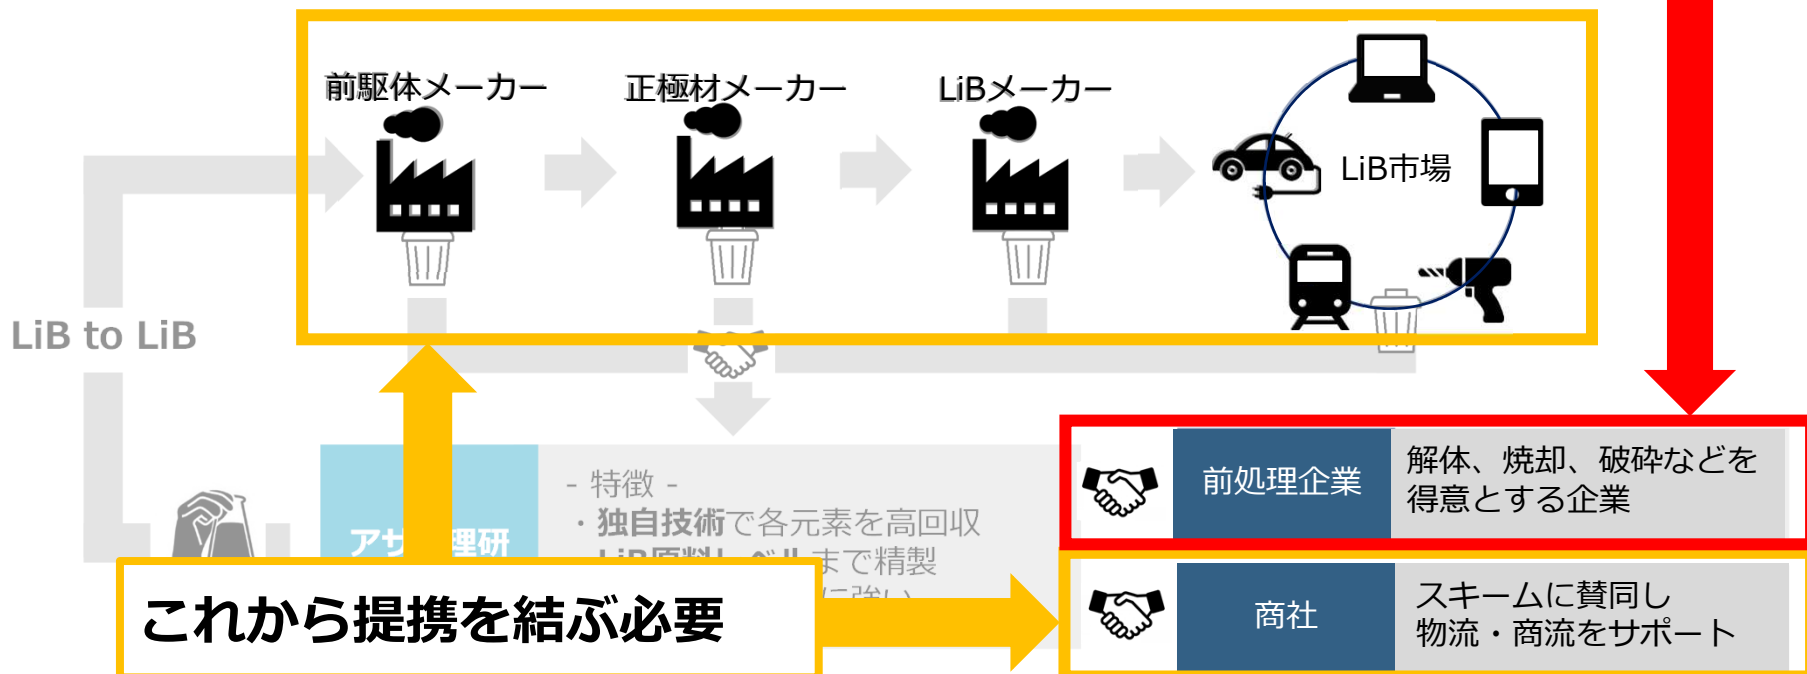 前駆体メーカー
正極材メーカー
LiBメーカー
LiB市場
LiB to LiB
- 特徴 -
・独自技術で各元素を高回収
まで精製
前処理企業
解体、焼却、破砕などを
得意とする企業
商社
スキームに賛同し
物流・商流をサポート
これから提携を結ぶ必要